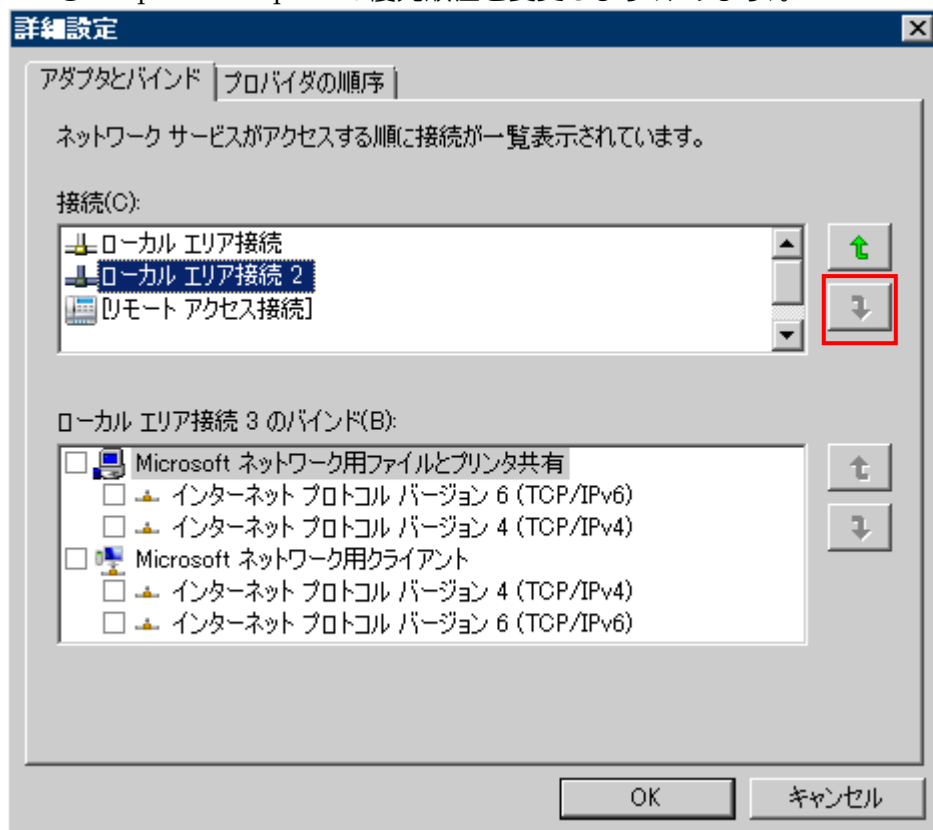 詳細設定
アダプタとバインド プロバイダの順序
ネットワーク サービスがアクセスする順に接続が一覧表示されています。
接続(C):
ローカル エリア接続
ローカル エリア接続 2
[リモート アクセス接続]
ローカル エリア接続 3 のバインド(B):
Microsoft ネットワーク用ファイルとプリンタ共有
インターネット プロトコル バージョン 6 (TCP/IPv6)
インターネット プロトコル バージョン 4 (TCP/IPv4)
Microsoft ネットワーク用クライアント
インターネット プロトコル バージョン 4 (TCP/IPv4)
インターネット プロトコル バージョン 6 (TCP/IPv6)
OK キャンセル